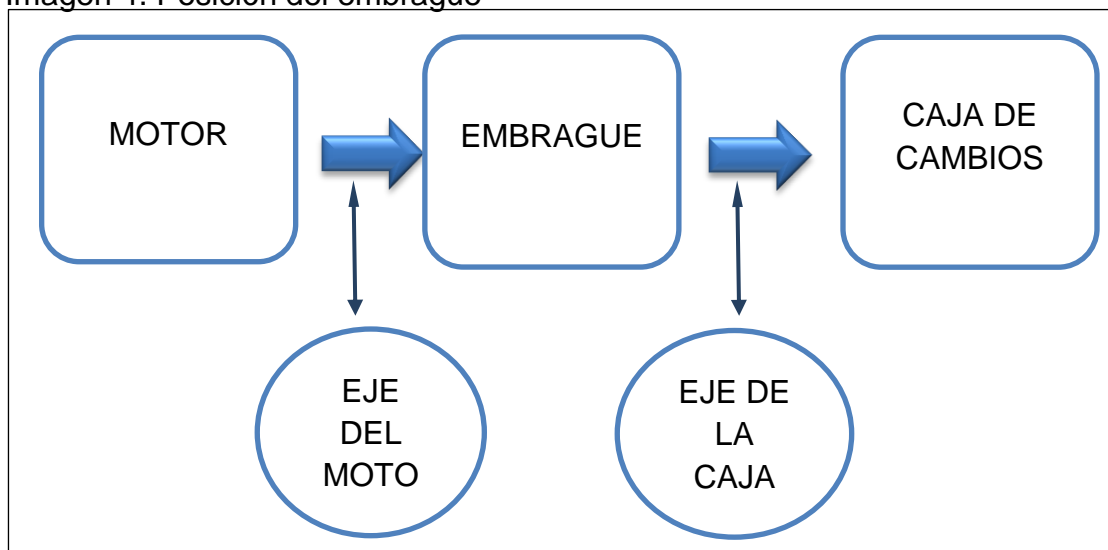 Imagen 1. Posición del embrague
MOTOR
EMBRAGUE
CAJA DE
CAMBIOS
EJE
DEL
MOTO
EJE DE
LA
CAJA